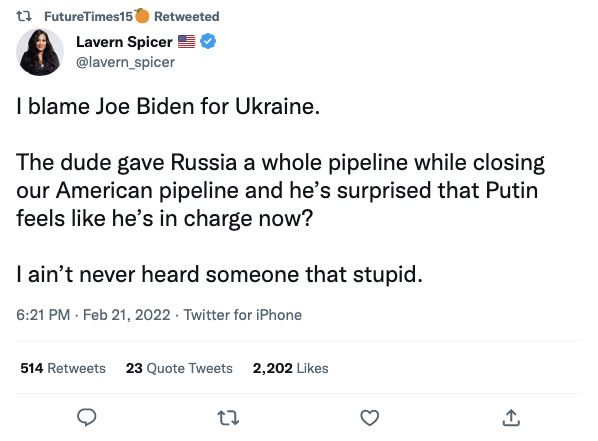 FutureTimes15🍊 Retweeted
Lavern Spicer 🇺🇸
@lavern_spicer
I blame Joe Biden for Ukraine.
The dude gave Russia a whole pipeline while closing
our American pipeline and he’s surprised that Putin
feels like he’s in charge now?
I ain’t never heard someone that stupid.
6:21 PM · Feb 21, 2022 · Twitter for iPhone
514 Retweets 23 Quote Tweets 2,202 Likes